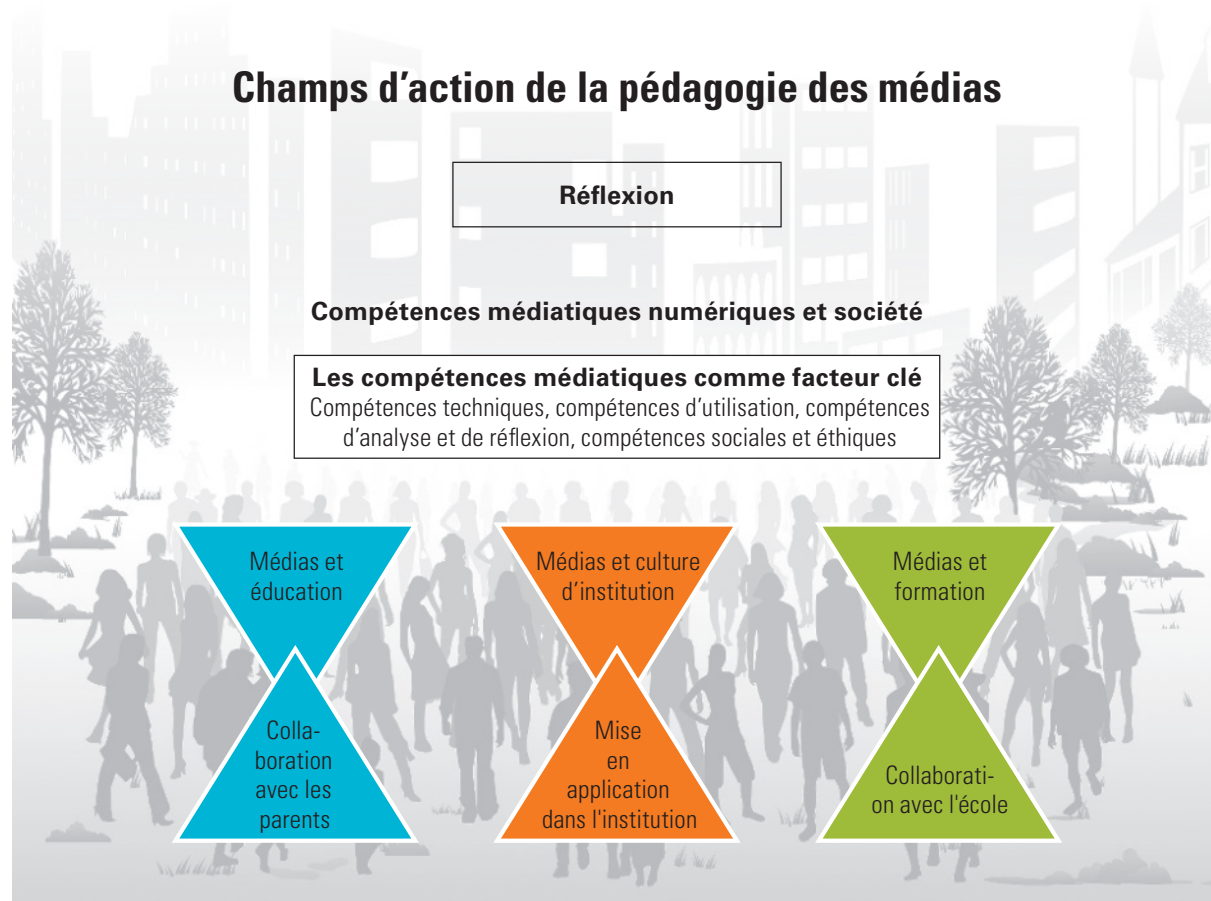 Champs d’action de la pédagogie des médias
Réflexion
Compétences médiatiques numériques et société
Les compétences médiatiques comme facteur clé
Compétences techniques, compétences d’utilisation, compétences
d’analyse et de réflexion, compétences sociales et éthiques
Médias et
éducation
Colla-
boration
avec les
parents
Médias et culture
d’institution
Mise
en
application
dans l'institution
Médias et
formation
Collaborati-
on avec l'école